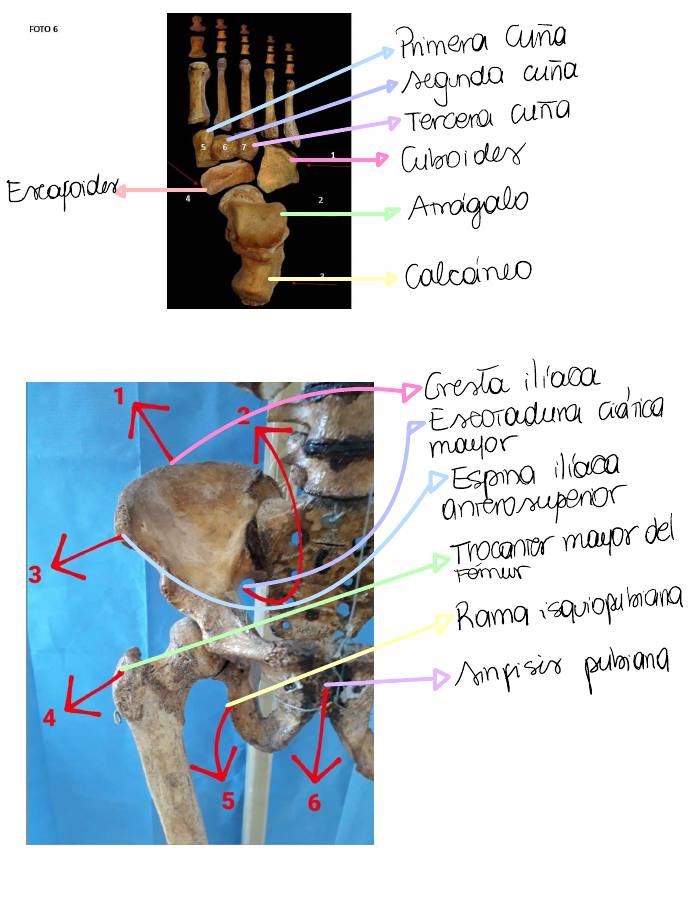 FOTO 6
Primera Cuña
segunda cuña
Tercera cuña
5 6 7
1
Cuboides
Escafoides
4
2
Astrágalo
3
Calcáneo
1
2
3
4
5
6
Cresta ilíaca
Escotadura ciática
mayor
Espina ilíaca
anterosuperior
Trocanter mayor del
Fémur
Rama isquiopubiana
Sínfisis pubiana